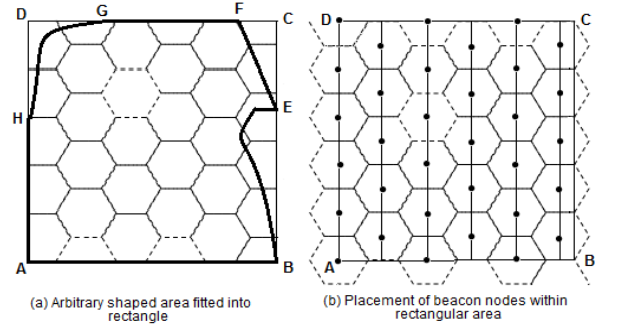 D
G
F
C
E
H
A
B
(a) Arbitrary shaped area fitted into
rectangle
D
C
A
B
(b) Placement of beacon nodes within
rectangular area